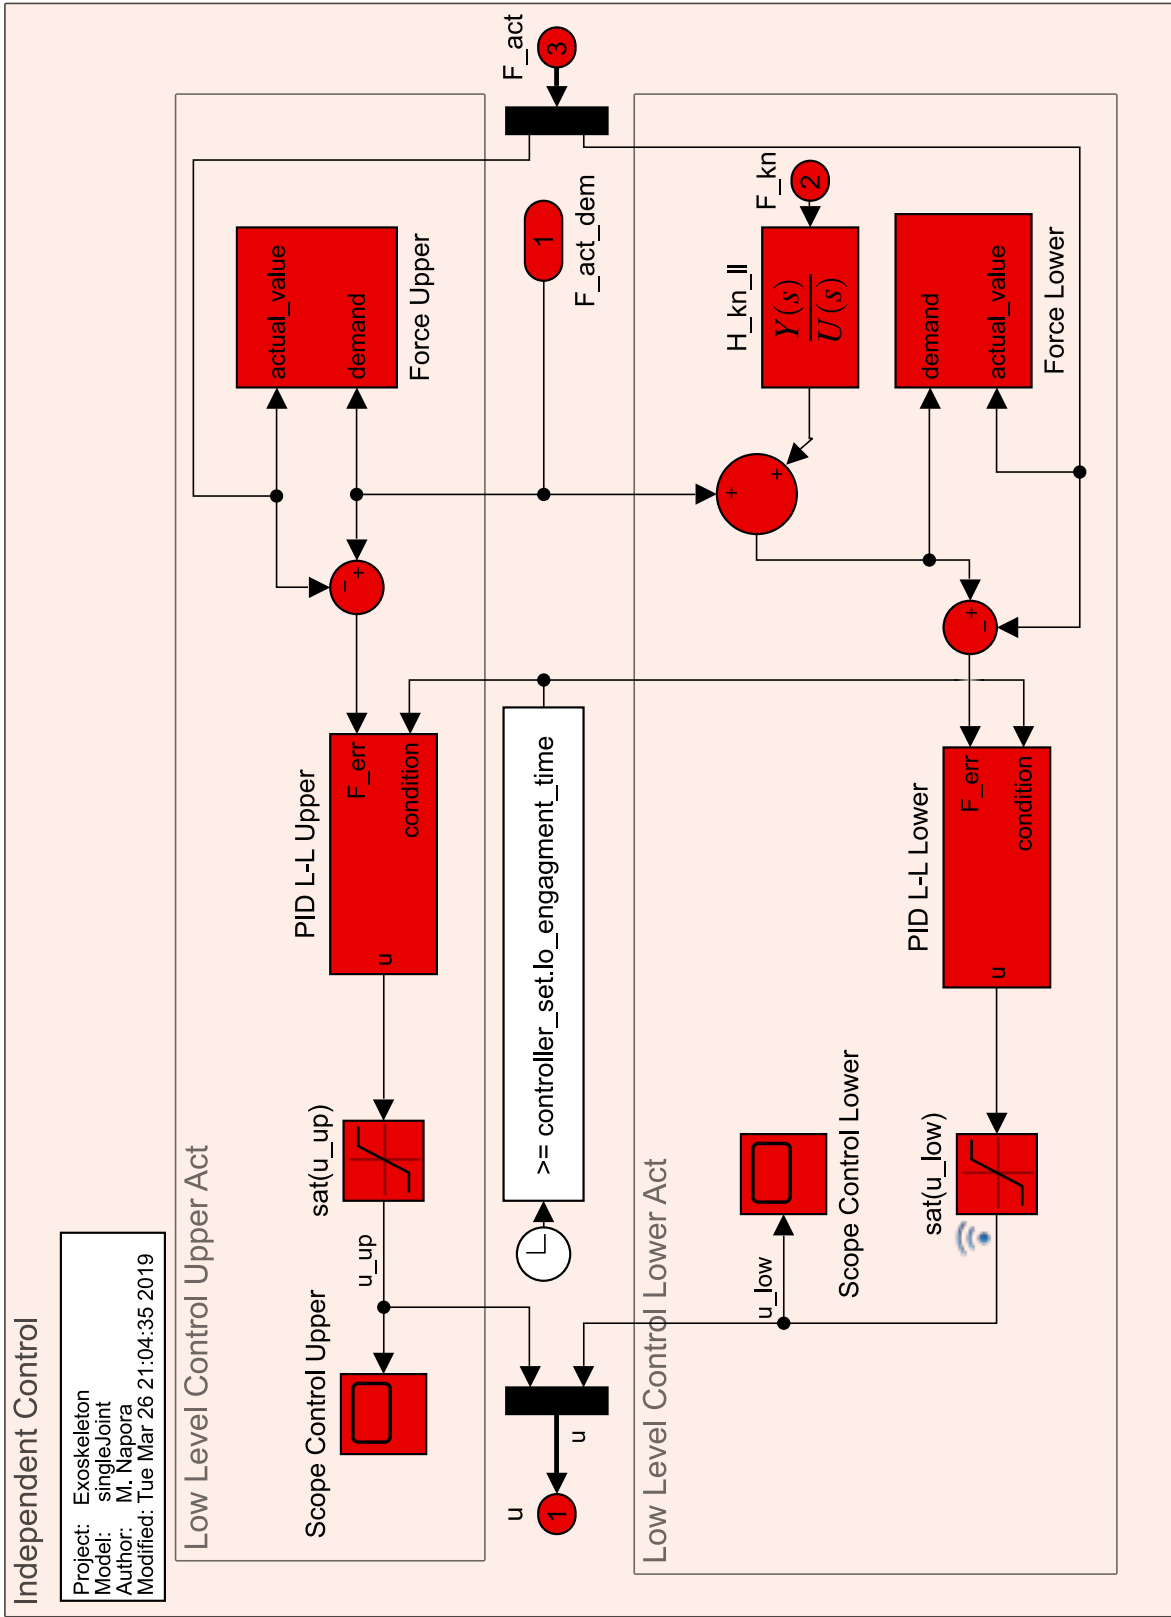 Independent Control
Project: Exoskeleton
Model: singleJoint
Author: M. Napora
Modified: Tue Mar 26 21:04:35 2019
Low Level Control Upper Act
Scope Control Upper
u_up
sat(u_up)
PID L-L Upper
u
F_err
condition
Force Upper
actual_value
demand
u
1
u
>= controller_set.lo_engagment_time
1
F_act_dem
F_act
3
Low Level Control Lower Act
u_low
Scope Control Lower
sat(u_low)
PID L-L Lower
u
F_err
condition
H_kn_ll
Y(s)
U(s)
F_kn
2
Force Lower
demand
actual_value
− +
+ +
− +